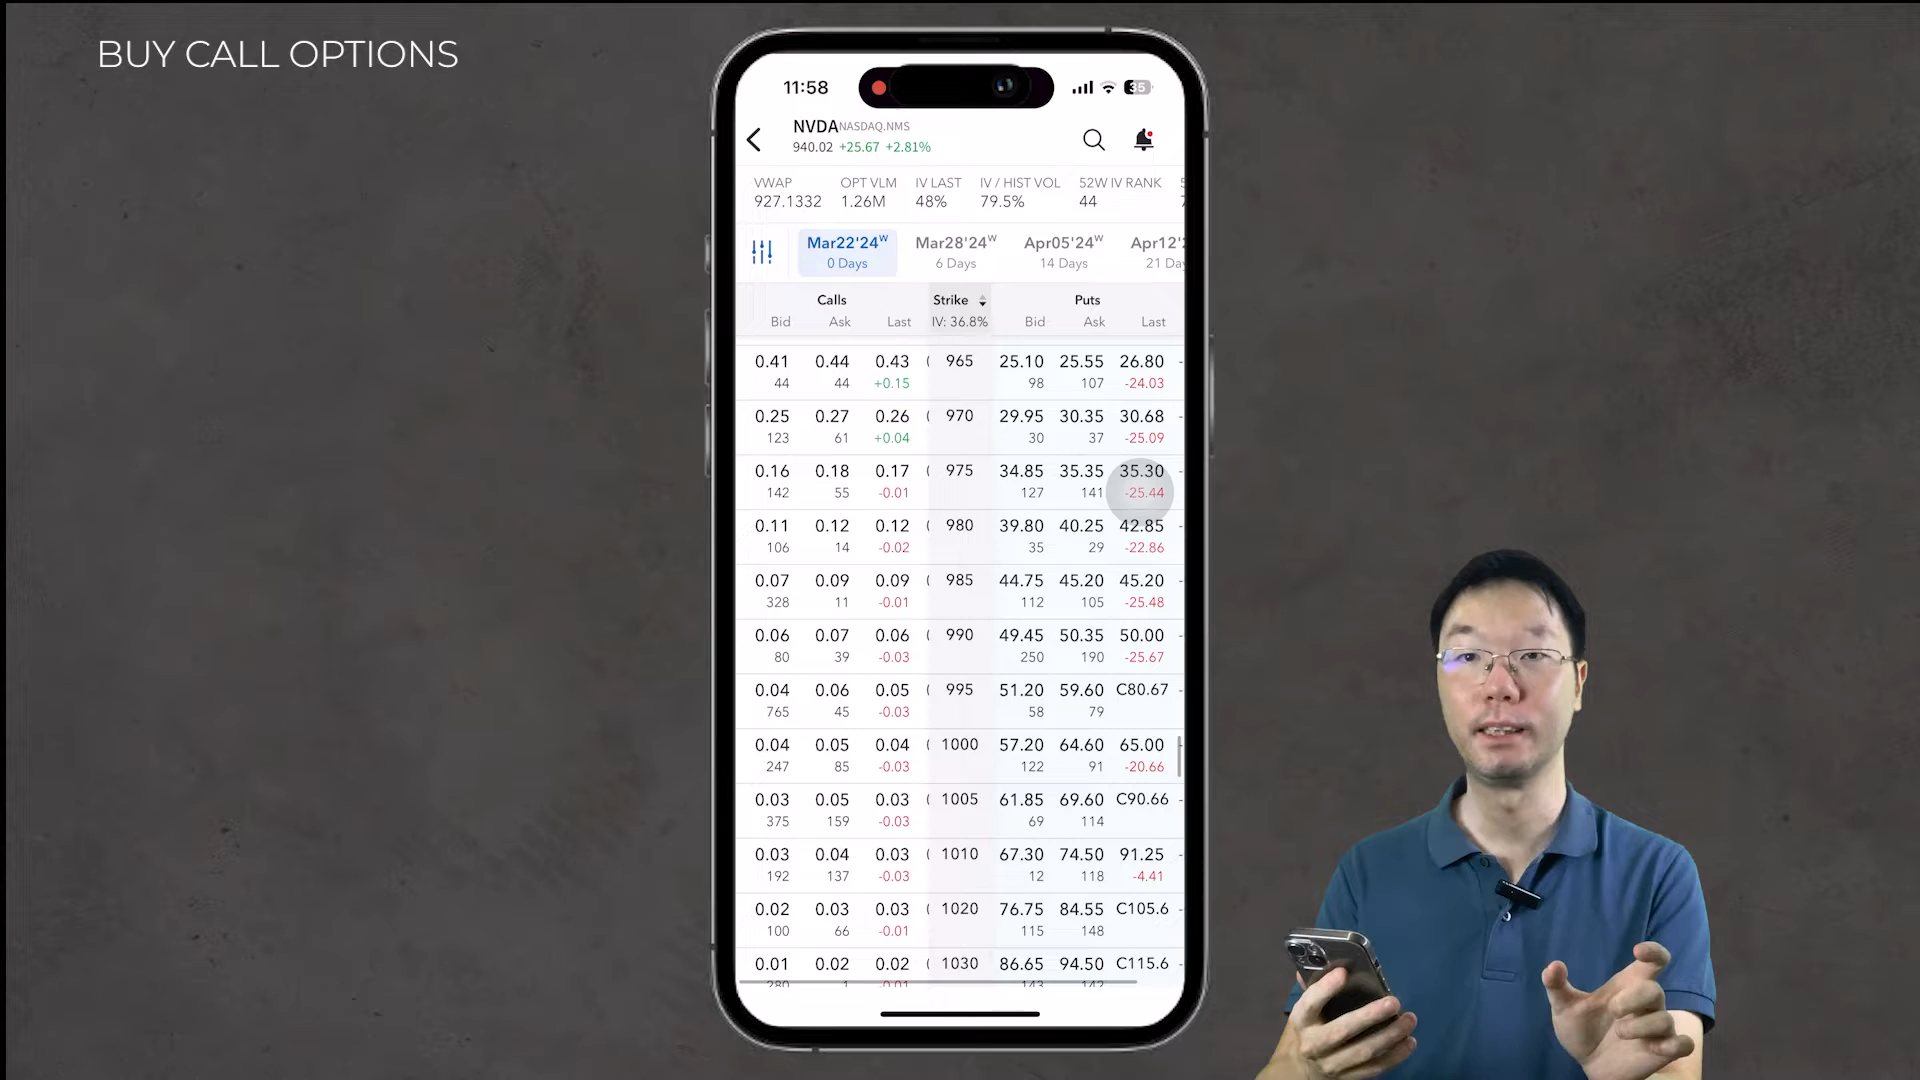 BUY CALL OPTIONS
11:58
35
NVDA NASDAQ.NMS
940.02 +25.67 +2.81%
VWAP OPT VLM IV LAST IV / HIST VOL 52W IV RANK
927.1332 1.26M 48% 79.5% 44
Mar22'24W Mar28'24W Apr05'24W Apr12'2
0 Days 6 Days 14 Days 21 Day
Calls Strike Puts
Bid Ask Last IV: 36.8% Bid Ask Last
0.41 0.44 0.43 965 25.10 25.55 26.80
44 44 +0.15 98 107 -24.03
0.25 0.27 0.26 970 29.95 30.35 30.68
123 61 +0.04 30 37 -25.09
0.16 0.18 0.17 975 34.85 35.35 35.30
142 55 -0.01 127 141 -25.44
0.11 0.12 0.12 980 39.80 40.25 42.85
106 14 -0.02 35 29 -22.86
0.07 0.09 0.09 985 44.75 45.20 45.20
328 11 -0.01 112 105 -25.48
0.06 0.07 0.06 990 49.45 50.35 50.00
80 39 -0.03 250 190 -25.67
0.04 0.06 0.05 995 51.20 59.60 C80.67
765 45 -0.03 58 79
0.04 0.05 0.04 1000 57.20 64.60 65.00
247 85 -0.03 122 91 -20.66
0.03 0.05 0.03 1005 61.85 69.60 C90.66
375 159 -0.03 69 114
0.03 0.04 0.03 1010 67.30 74.50 91.25
192 137 -0.03 12 118 -4.41
0.02 0.03 0.03 1020 76.75 84.55 C105.6
100 66 -0.01 115 148
0.01 0.02 0.02 1030 86.65 94.50 C115.6